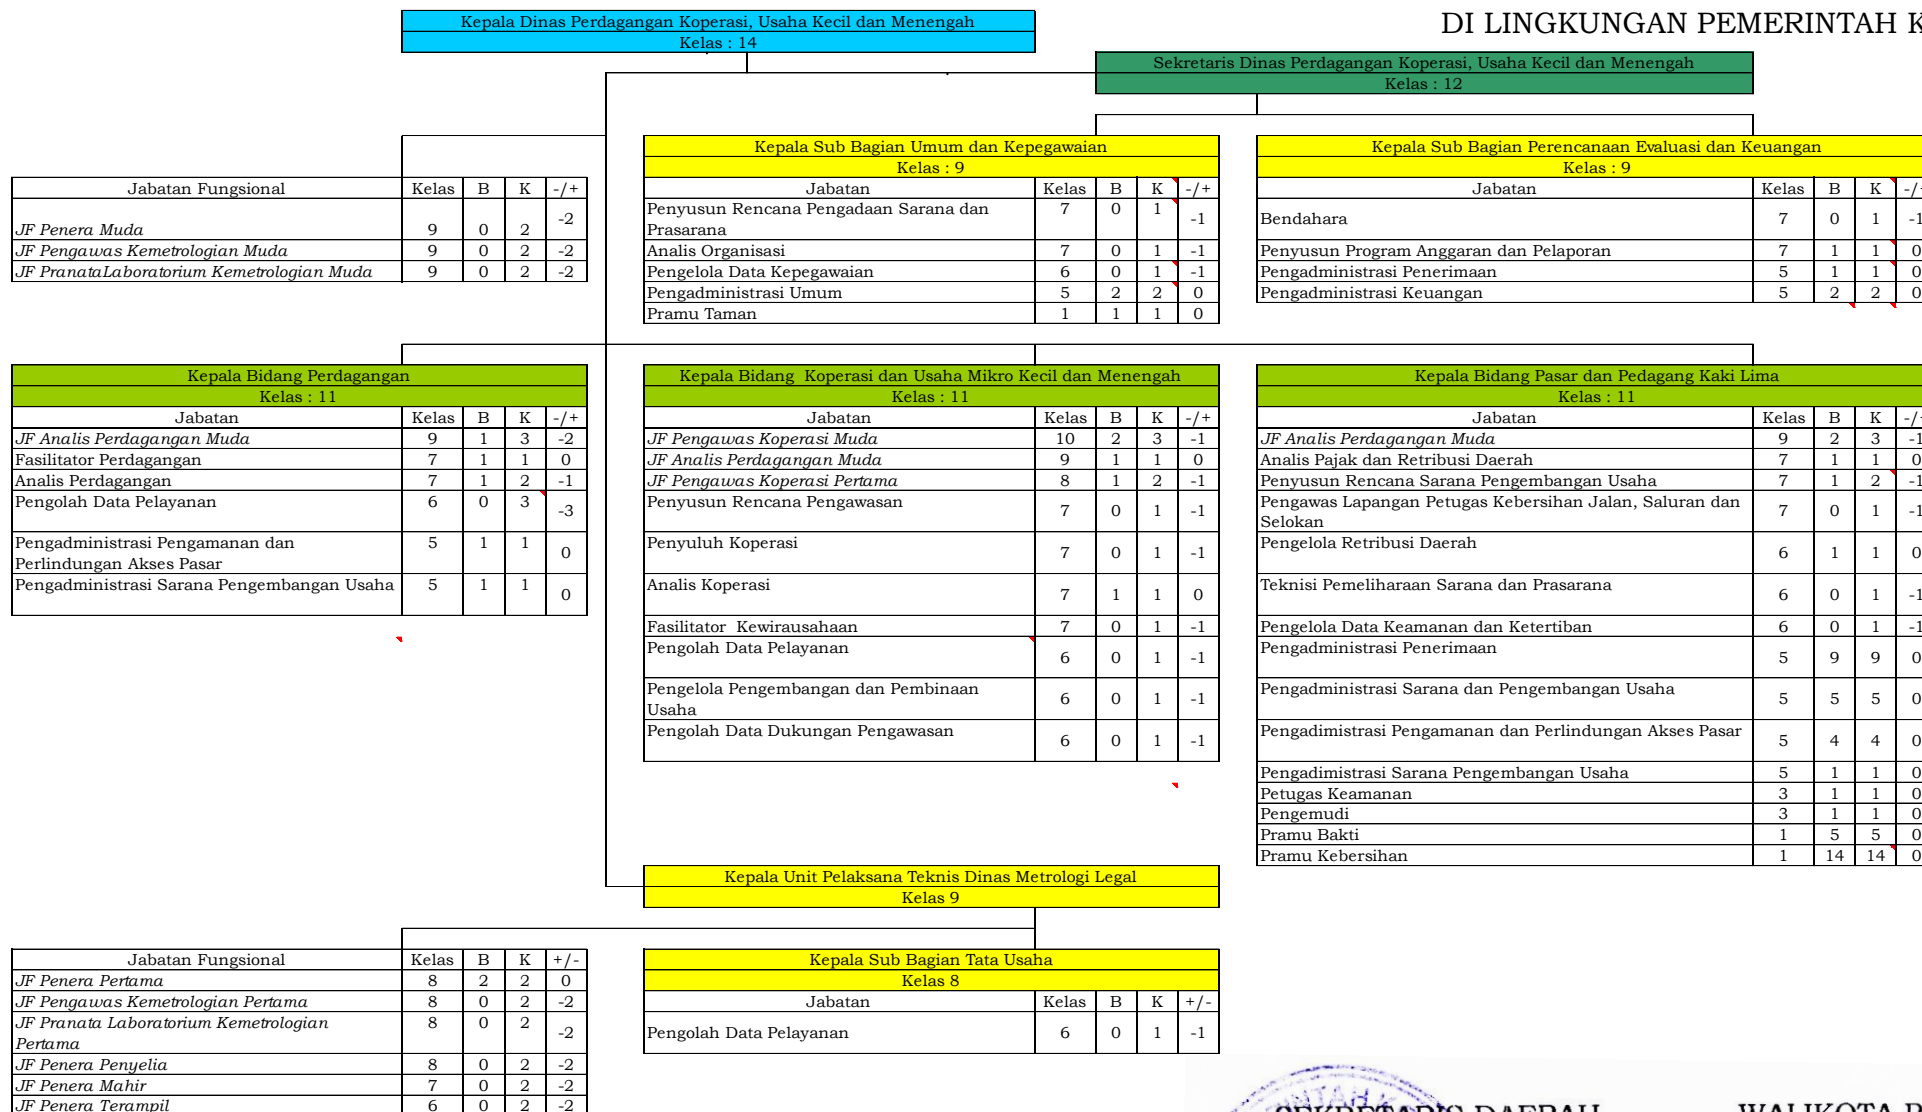 Kepala Dinas Perdagangan Koperasi, Usaha Kecil dan Menengah
Kelas : 14
DI LINGKUNGAN PEMERINTAH K
Sekretaris Dinas Perdagangan Koperasi, Usaha Kecil dan Menengah
Kelas : 12
Jabatan Fungsional Kelas B K -/+
JF Penera Muda 9 0 2 -2
JF Pengawas Kemetrologian Muda 9 0 2 -2
JF PranataLaboratorium Kemetrologian Muda 9 0 2 -2
Kepala Sub Bagian Umum dan Kepegawaian
Kelas : 9
Jabatan Kelas B K -/+
Penyusun Rencana Pengadaan Sarana dan 7 0 1 -1
Prasarana
Analis Organisasi 7 0 1 -1
Pengelola Data Kepegawaian 6 0 1 -1
Pengadministrasi Umum 5 2 2 0
Pramu Taman 1 1 1 0
Kepala Sub Bagian Perencanaan Evaluasi dan Keuangan
Kelas : 9
Jabatan Kelas B K -/+
Bendahara 7 0 1 -1
Penyusun Program Anggaran dan Pelaporan 7 1 1 0
Pengadministrasi Penerimaan 5 1 1 0
Pengadministrasi Keuangan 5 2 2 0
Kepala Bidang Perdagangan
Kelas : 11
Jabatan Kelas B K -/+
JF Analis Perdagangan Muda 9 1 3 -2
Fasilitator Perdagangan 7 1 1 0
Analis Perdagangan 7 1 2 -1
Pengolah Data Pelayanan 6 0 3 -3
Pengadministrasi Pengamanan dan 5 1 1 0
Perlindungan Akses Pasar
Pengadministrasi Sarana Pengembangan Usaha 5 1 1 0
Kepala Bidang Koperasi dan Usaha Mikro Kecil dan Menengah
Kelas : 11
Jabatan Kelas B K -/+
JF Pengawas Koperasi Muda 10 2 3 -1
JF Analis Perdagangan Muda 9 1 1 0
JF Pengawas Koperasi Pertama 8 1 2 -1
Penyusun Rencana Pengawasan 7 0 1 -1
Penyuluh Koperasi 7 0 1 -1
Analis Koperasi 7 1 1 0
Fasilitator Kewirausahaan 7 0 1 -1
Pengolah Data Pelayanan 6 0 1 -1
Pengelola Pengembangan dan Pembinaan 6 0 1 -1
Usaha
Pengolah Data Dukungan Pengawasan 6 0 1 -1
Kepala Bidang Pasar dan Pedagang Kaki Lima
Kelas : 11
Jabatan Kelas B K -/+
JF Analis Perdagangan Muda 9 2 3 -1
Analis Pajak dan Retribusi Daerah 7 1 1 0
Penyusun Rencana Sarana Pengembangan Usaha 7 1 2 -1
Pengawas Lapangan Petugas Kebersihan Jalan, Saluran dan 7 0 1 -1
Selokan
Pengelola Retribusi Daerah 6 1 1 0
Teknisi Pemeliharaan Sarana dan Prasarana 6 0 1 -1
Pengelola Data Keamanan dan Ketertiban 6 0 1 -1
Pengadministrasi Penerimaan 5 9 9 0
Pengadministrasi Sarana dan Pengembangan Usaha 5 5 5 0
Pengadimistrasi Pengamanan dan Perlindungan Akses Pasar 5 4 4 0
Pengadimistrasi Sarana Pengembangan Usaha 5 1 1 0
Petugas Keamanan 3 1 1 0
Pengemudi 3 1 1 0
Pramu Bakti 1 5 5 0
Pramu Kebersihan 1 14 14 0
Kepala Unit Pelaksana Teknis Dinas Metrologi Legal
Kelas 9
Jabatan Fungsional Kelas B K +/-
JF Penera Pertama 8 2 2 0
JF Pengawas Kemetrologian Pertama 8 0 2 -2
JF Pranata Laboratorium Kemetrologian 8 0 2 -2
Pertama
JF Penera Penyelia 8 0 2 -2
JF Penera Mahir 7 0 2 -2
JF Penera Terampil 6 0 2 -2
Kepala Sub Bagian Tata Usaha
Kelas 8
Jabatan Kelas B K +/-
Pengolah Data Pelayanan 6 0 1 -1
SEKRETARIS DAERAH
WALIKOTA